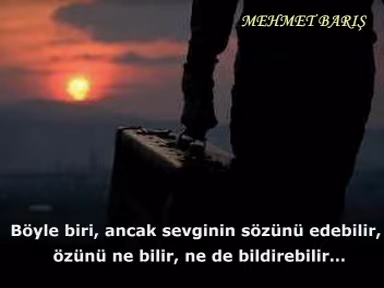 MEHMET BARIŞ
Böyle biri, ancak sevginin sözünü edebilir,
özünü ne bilir, ne de bildirebilir...